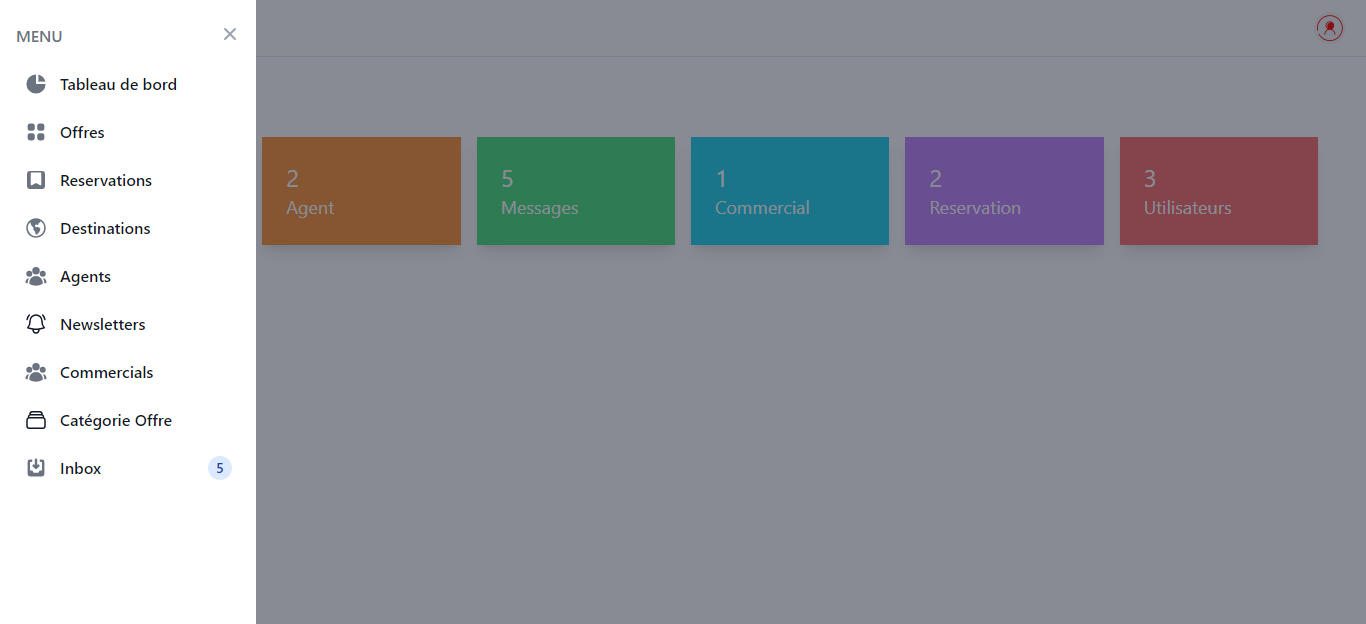 MENU
Tableau de bord
Offres
Reservations
Destinations
Agents
Newsletters
Commercials
Catégorie Offre
Inbox 5
2
Agent
5
Messages
1
Commercial
2
Reservation
3
Utilisateurs